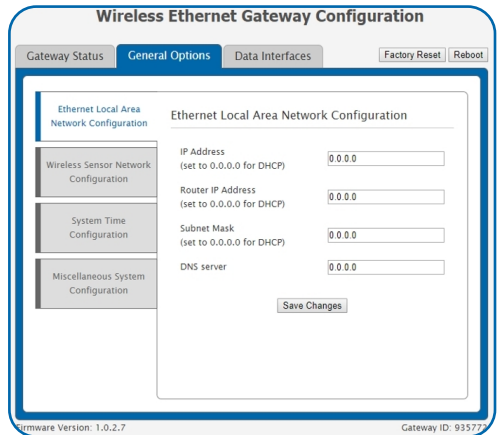 Wireless Ethernet Gateway Configuration
Gateway Status
General Options
Data Interfaces
Factory Reset
Reboot
Ethernet Local Area
Network Configuration
Wireless Sensor Network
Configuration
System Time
Configuration
Miscellaneous System
Configuration
Ethernet Local Area Network Configuration
IP Address
(set to 0.0.0.0 for DHCP)
0.0.0.0
Router IP Address
(set to 0.0.0.0 for DHCP)
0.0.0.0
Subnet Mask
(set to 0.0.0.0 for DHCP)
0.0.0.0
DNS server
0.0.0.0
Save Changes
Firmware Version: 1.0.2.7
Gateway ID: 935772